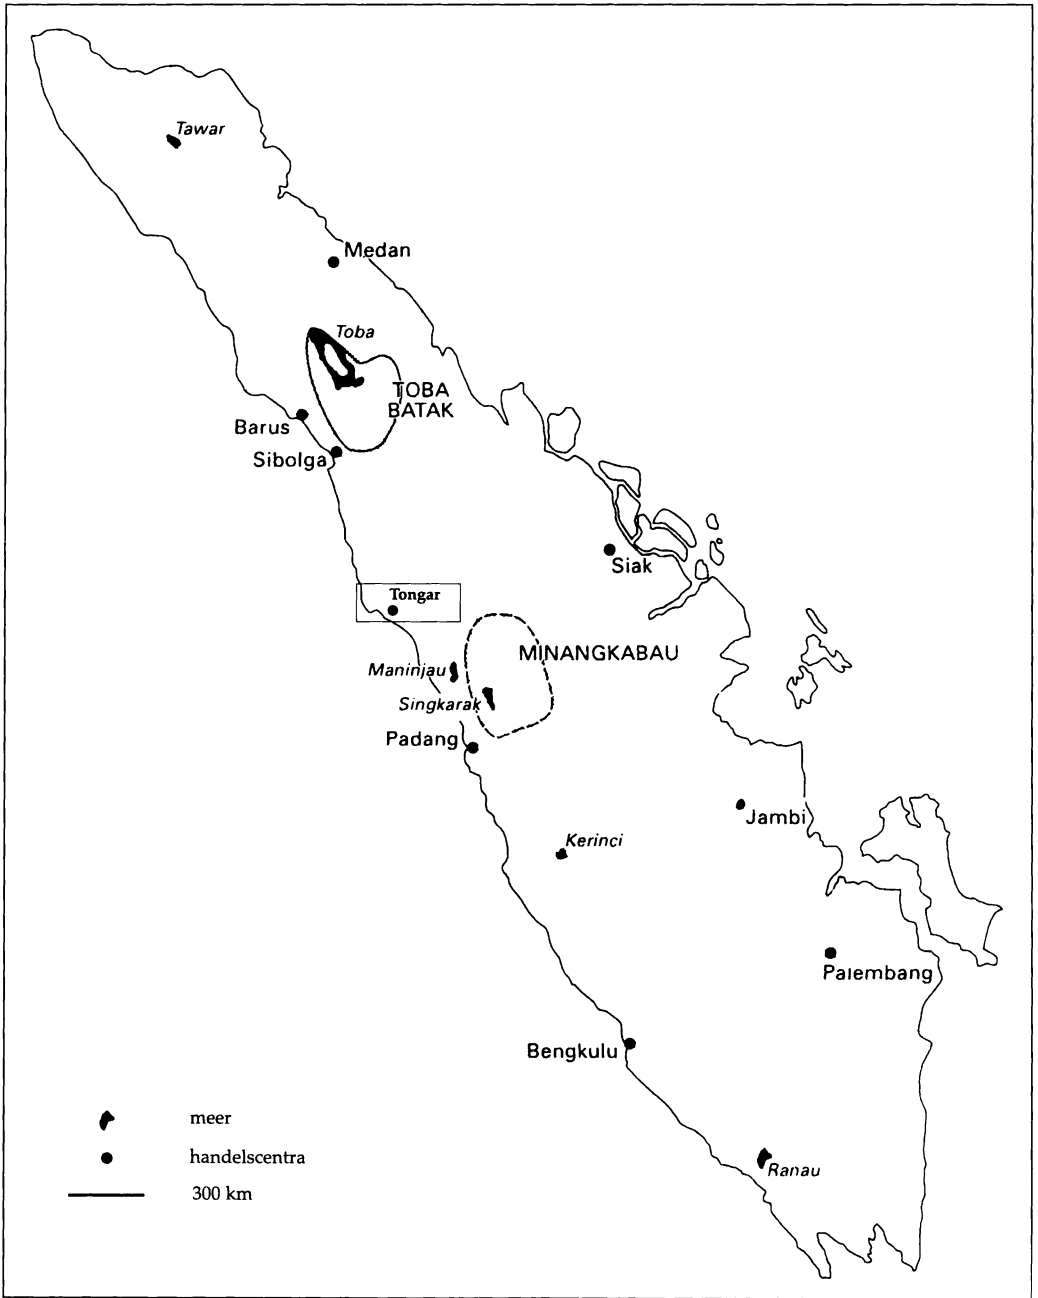 Tawar
Medan
Toba
TOBA
BATAK
Barus
Sibolga
Siak
Tongar
MINANGKABAU
Maninjau
Singkarak
Padang
Jambi
Kerinci
Palembang
Bengkulu
meer
handelscentra
Ranau
300 km